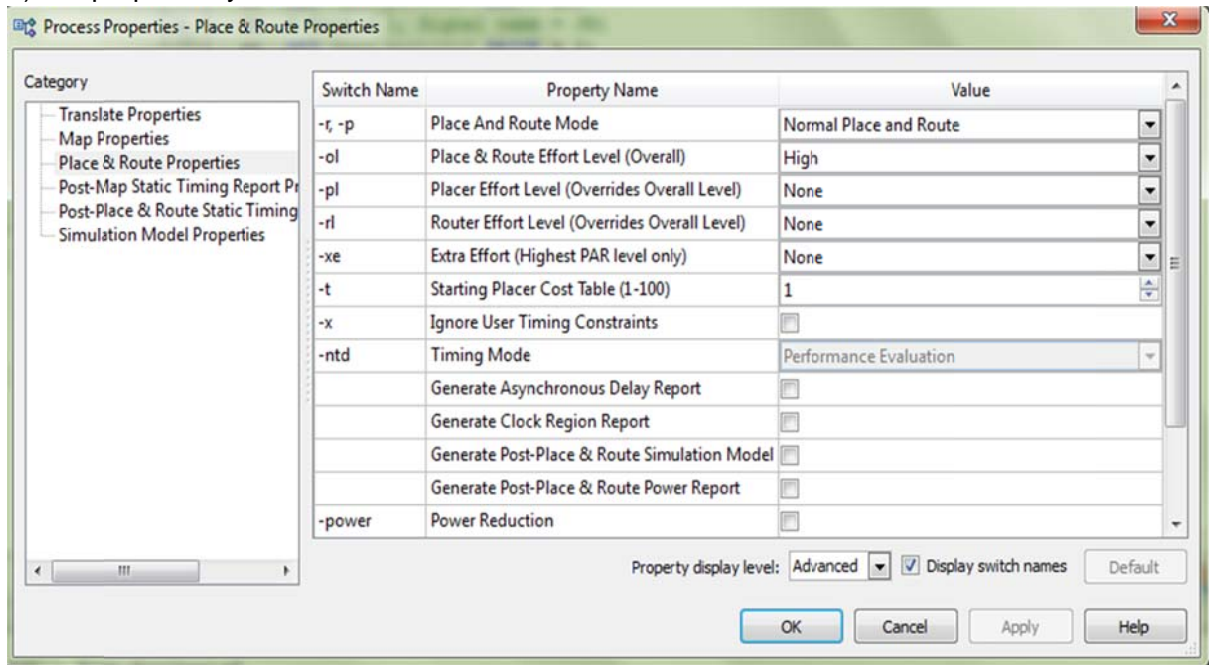 Process Properties - Place & Route Properties
Category
Translate Properties
Map Properties
Place & Route Properties
Post-Map Static Timing Report Pr
Post-Place & Route Static Timing
Simulation Model Properties
Switch Name Property Name Value
-r, -p Place And Route Mode Normal Place and Route
-ol Place & Route Effort Level (Overall) High
-pl Placer Effort Level (Overrides Overall Level) None
-rl Router Effort Level (Overrides Overall Level) None
-xe Extra Effort (Highest PAR level only) None
-t Starting Placer Cost Table (1-100) 1
-x Ignore User Timing Constraints
-ntd Timing Mode Performance Evaluation
Generate Asynchronous Delay Report
Generate Clock Region Report
Generate Post-Place & Route Simulation Model
Generate Post-Place & Route Power Report
-power Power Reduction
Property display level: Advanced Display switch names Default
OK Cancel Apply Help